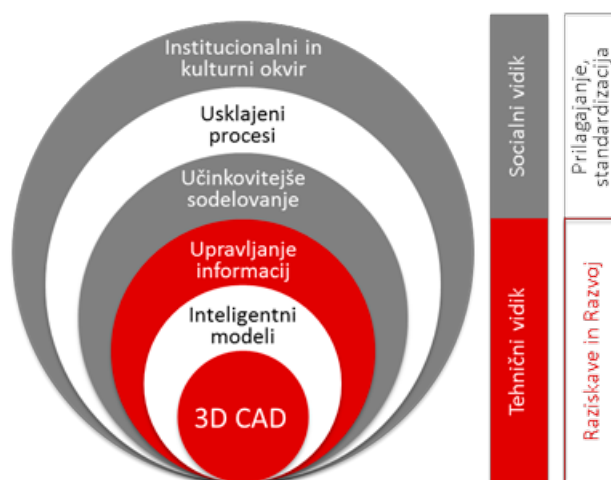 Institucionalni in
kulturni okvir
Usklajeni
procesi
Učinkovitejše
sodelovanje
Upravljanje
informacij
Inteligentni
modeli
3D CAD
Socialni vidik
Tehnični vidik
Prilagajanje,
standardizacija
Raziskave in Razvoj